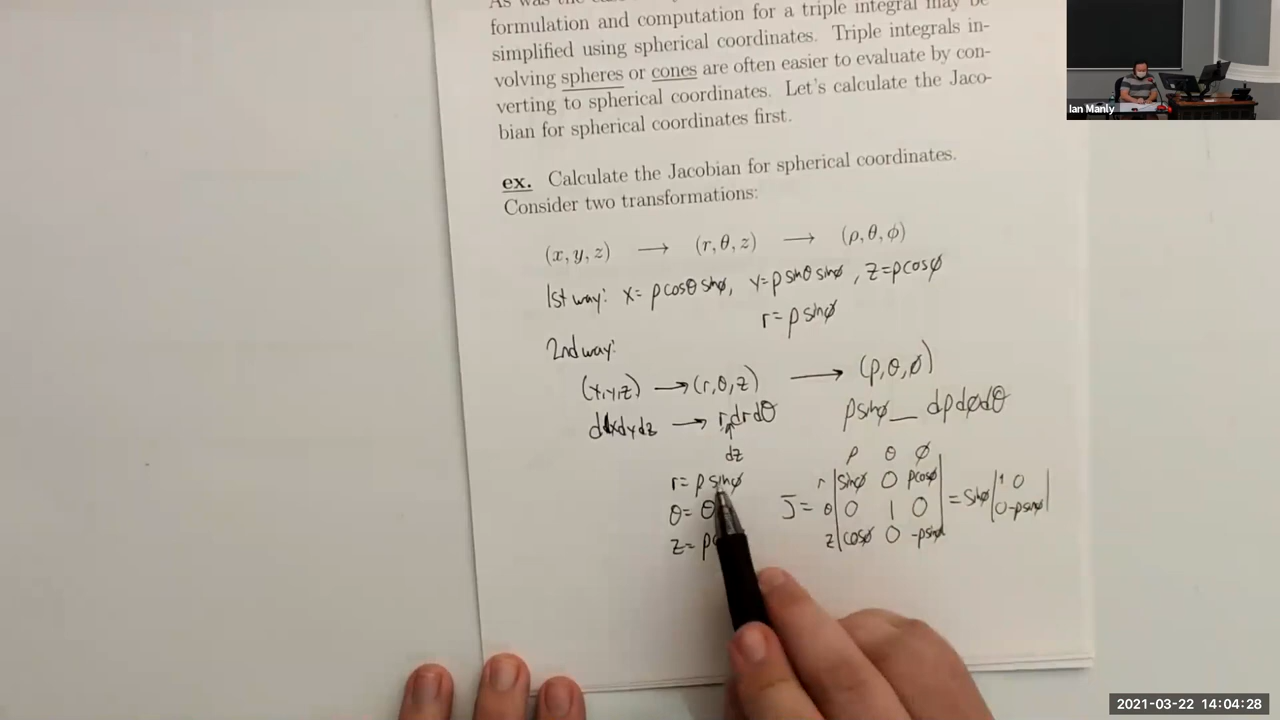 formulation and computation for a triple integral may be
simplified using spherical coordinates. Triple integrals in-
volving spheres or cones are often easier to evaluate by con-
verting to spherical coordinates. Let's calculate the Jaco-
bian for spherical coordinates first.
ex. Calculate the Jacobian for spherical coordinates.
Consider two transformations:
(x, y, z) → (r, θ, z) → (ρ, θ, ϕ)
1st way: x = ρcosθ sinϕ, y = ρ sinθ sinϕ, z = ρcosϕ
r = ρ sinϕ
2nd way:
(x,y,z) → (r,θ,z) → (ρ,θ,ϕ)
dxdydz → r dr dθ ρsinϕ __ dρdϕdθ
dz
ρ θ ϕ
r = ρ sinϕ r | sinϕ 0 ρcosϕ |
θ = θ J = θ | 0 1 0 | = sinϕ | 1 0 |
| 0 -ρsinϕ |
z = ρ z | cosϕ 0 -ρsinϕ |
Ian Manly
2021-03-22 14:04:28